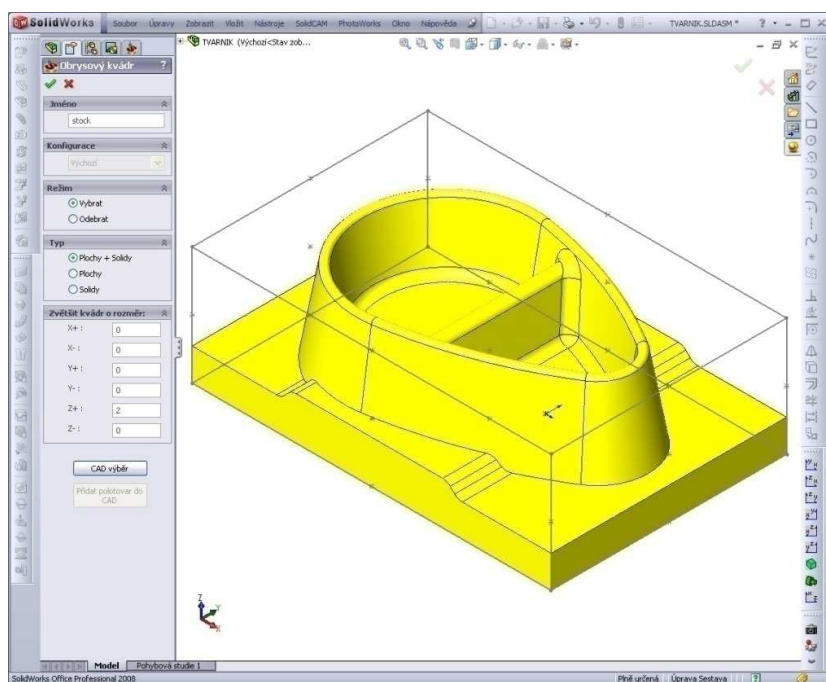 SolidWorks Soubor Úpravy Zobrazit Vložit Nástroje SolidCAM PhotoWorks Okno Nápověda TVARNIK.SLDASM *
TVARNIK (Výchozí<Stav zob...
Obrysový kvádr ?
Jméno
stock
Konfigurace
Výchozí
Režim
Vybrat
Odebrat
Typ
Plochy + Solidy
Plochy
Solidy
Zvětšit kvádr o rozměr:
X+ : 0
X- : 0
Y+ : 0
Y- : 0
Z+ : 2
Z- : 0
CAD výběr
Přidat polotovar do
CAD
Z
Y
X
Model Pohybová studie 1
SolidWorks Office Professional 2008 Plně určená Úprava Sestava